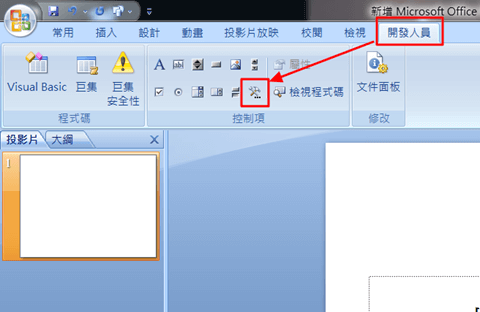 新增 Microsoft Office
常用 插入 設計 動畫 投影片放映 校閱 檢視 開發人員
Visual Basic 巨集 巨集安全性
A ab 屬性
檢視程式碼
文件面板
程式碼 控制項 修改
投影片 大綱 X
1